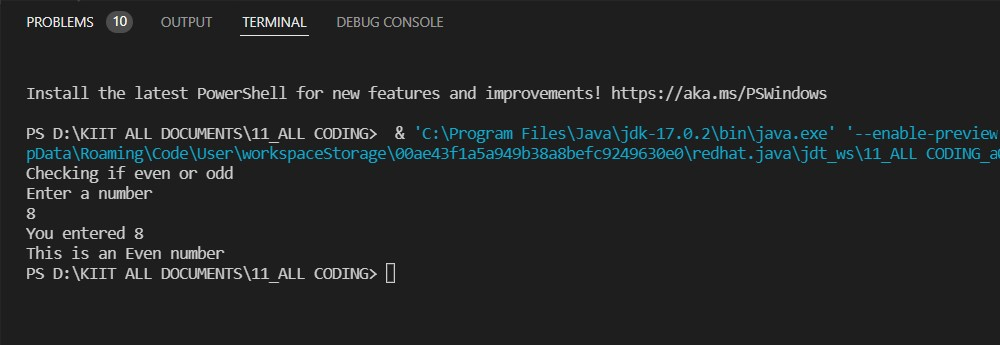 PROBLEMS 10 OUTPUT TERMINAL DEBUG CONSOLE
Install the latest PowerShell for new features and improvements! https://aka.ms/PSWindows
PS D:\KIIT ALL DOCUMENTS\11_ALL CODING>  & 'C:\Program Files\Java\jdk-17.0.2\bin\java.exe' '--enable-preview
pData\Roaming\Code\User\workspaceStorage\00ae43f1a5a949b38a8befc9249630e0\redhat.java\jdt_ws\11_ALL CODING_a
Checking if even or odd
Enter a number
8
You entered 8
This is an Even number
PS D:\KIIT ALL DOCUMENTS\11_ALL CODING>